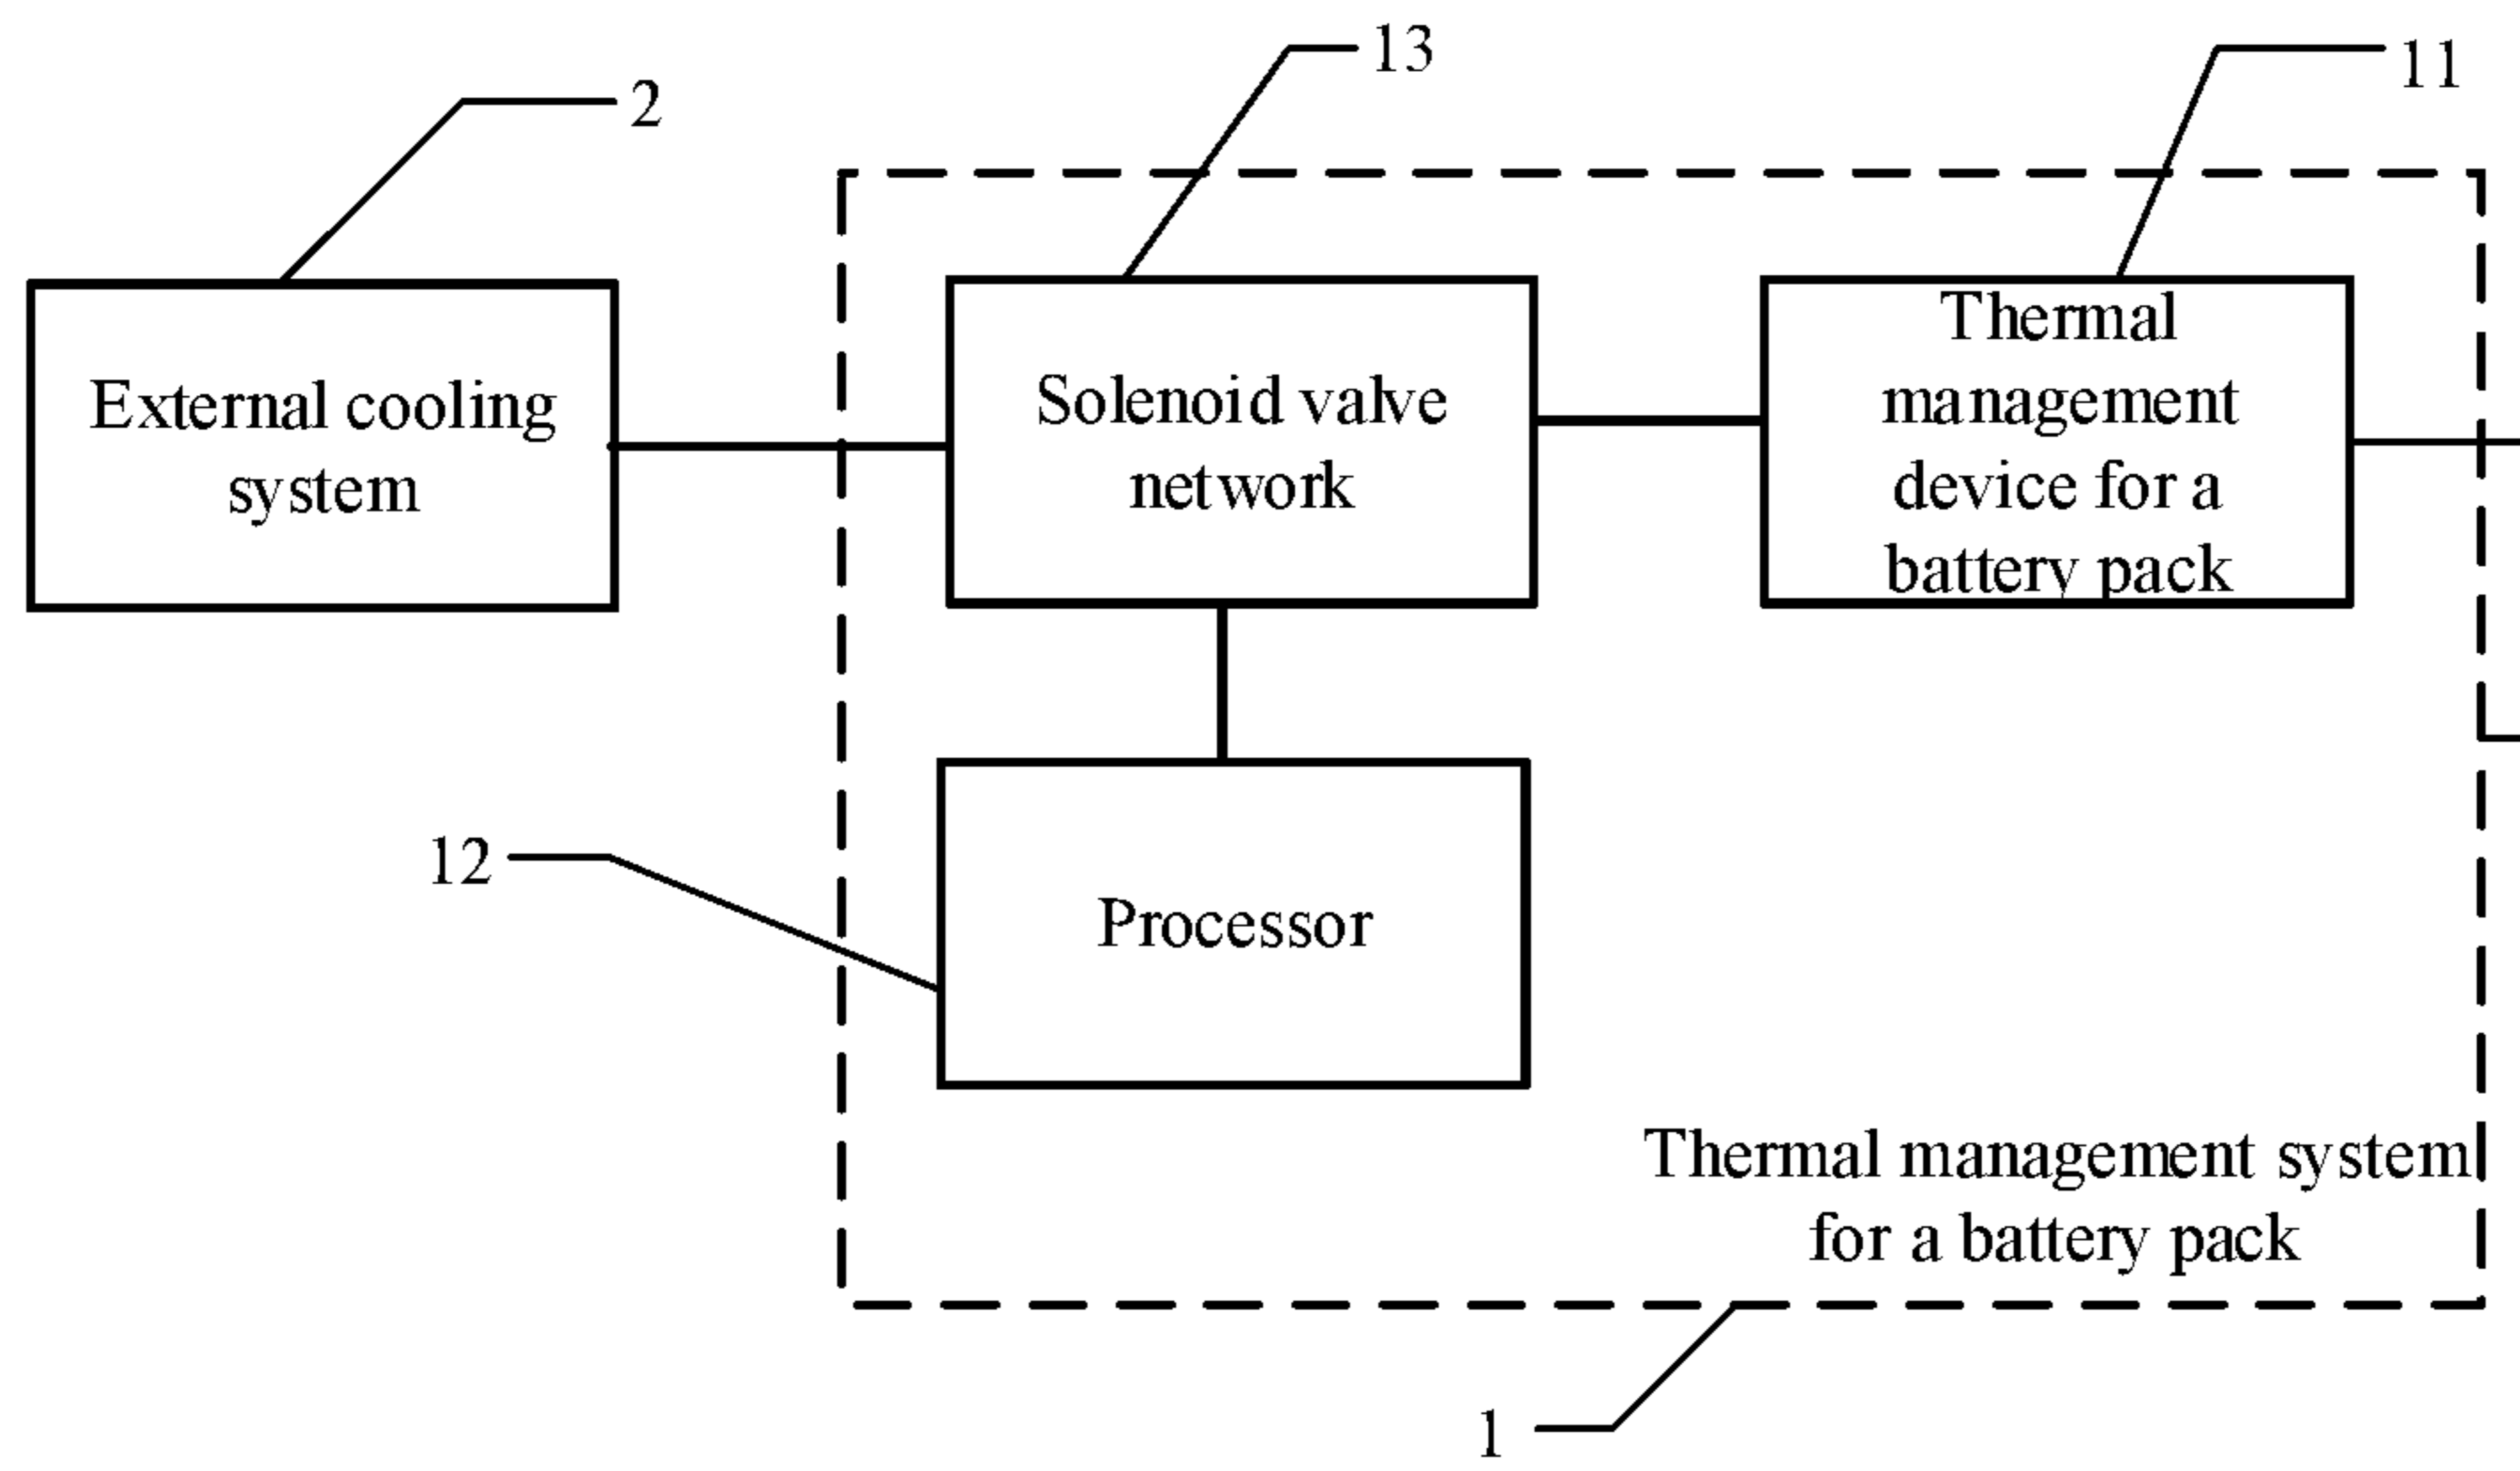 13
11
2
External cooling
system
Solenoid valve
network
Thermal
management
device for a
battery pack
12
Processor
Thermal management system
for a battery pack
1